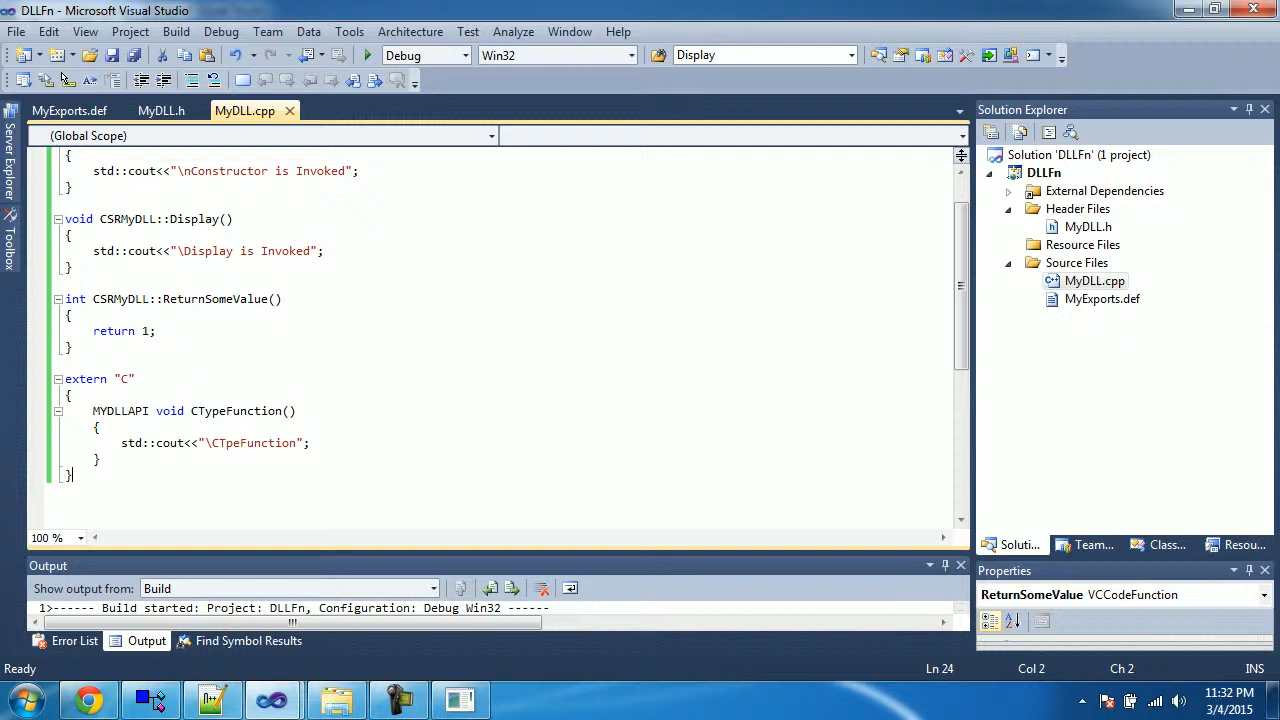 DLLFn - Microsoft Visual Studio
File Edit View Project Build Debug Team Data Tools Architecture Test Analyze Window Help
Debug Win32 Display
MyExports.def MyDLL.h MyDLL.cpp
(Global Scope)
{
std::cout<<"\nConstructor is Invoked";
}
void CSRMyDLL::Display()
{
std::cout<<"\Display is Invoked";
}
int CSRMyDLL::ReturnSomeValue()
{
return 1;
}
extern "C"
{
MYDLLAPI void CTypeFunction()
{
std::cout<<"\CTpeFunction";
}
}
100 %
Server Explorer
Toolbox
Output
Show output from: Build
1>------ Build started: Project: DLLFn, Configuration: Debug Win32 ------
Error List Output Find Symbol Results
Solution Explorer
Solution 'DLLFn' (1 project)
DLLFn
External Dependencies
Header Files
MyDLL.h
Resource Files
Source Files
MyDLL.cpp
MyExports.def
Soluti... Team... Class... Resou...
Properties
ReturnSomeValue VCCodeFunction
Ready Ln 24 Col 2 Ch 2 INS
11:32 PM
3/4/2015